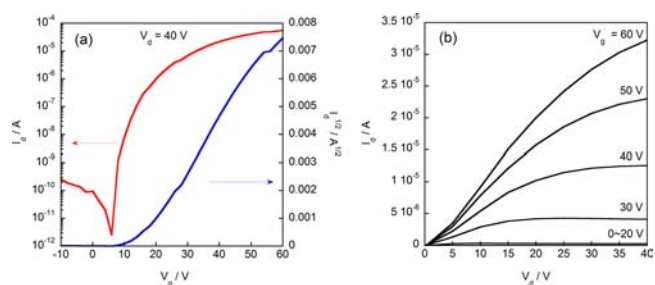 (a)
V_d = 40 V
10^-4
10^-5
10^-6
10^-7
10^-8
10^-9
10^-10
10^-11
10^-12
I_d / A
0.008
0.007
0.006
0.005
0.004
0.003
0.002
0.001
0
I_d^1/2 / A^1/2
-10 0 10 20 30 40 50 60
V_g / V
(b)
V_g = 60 V
50 V
40 V
30 V
0~20 V
3.5 10^-5
3 10^-5
2.5 10^-5
2 10^-5
1.5 10^-5
1 10^-5
5 10^-6
0
I_d / A
0 5 10 15 20 25 30 35 40
V_d / V